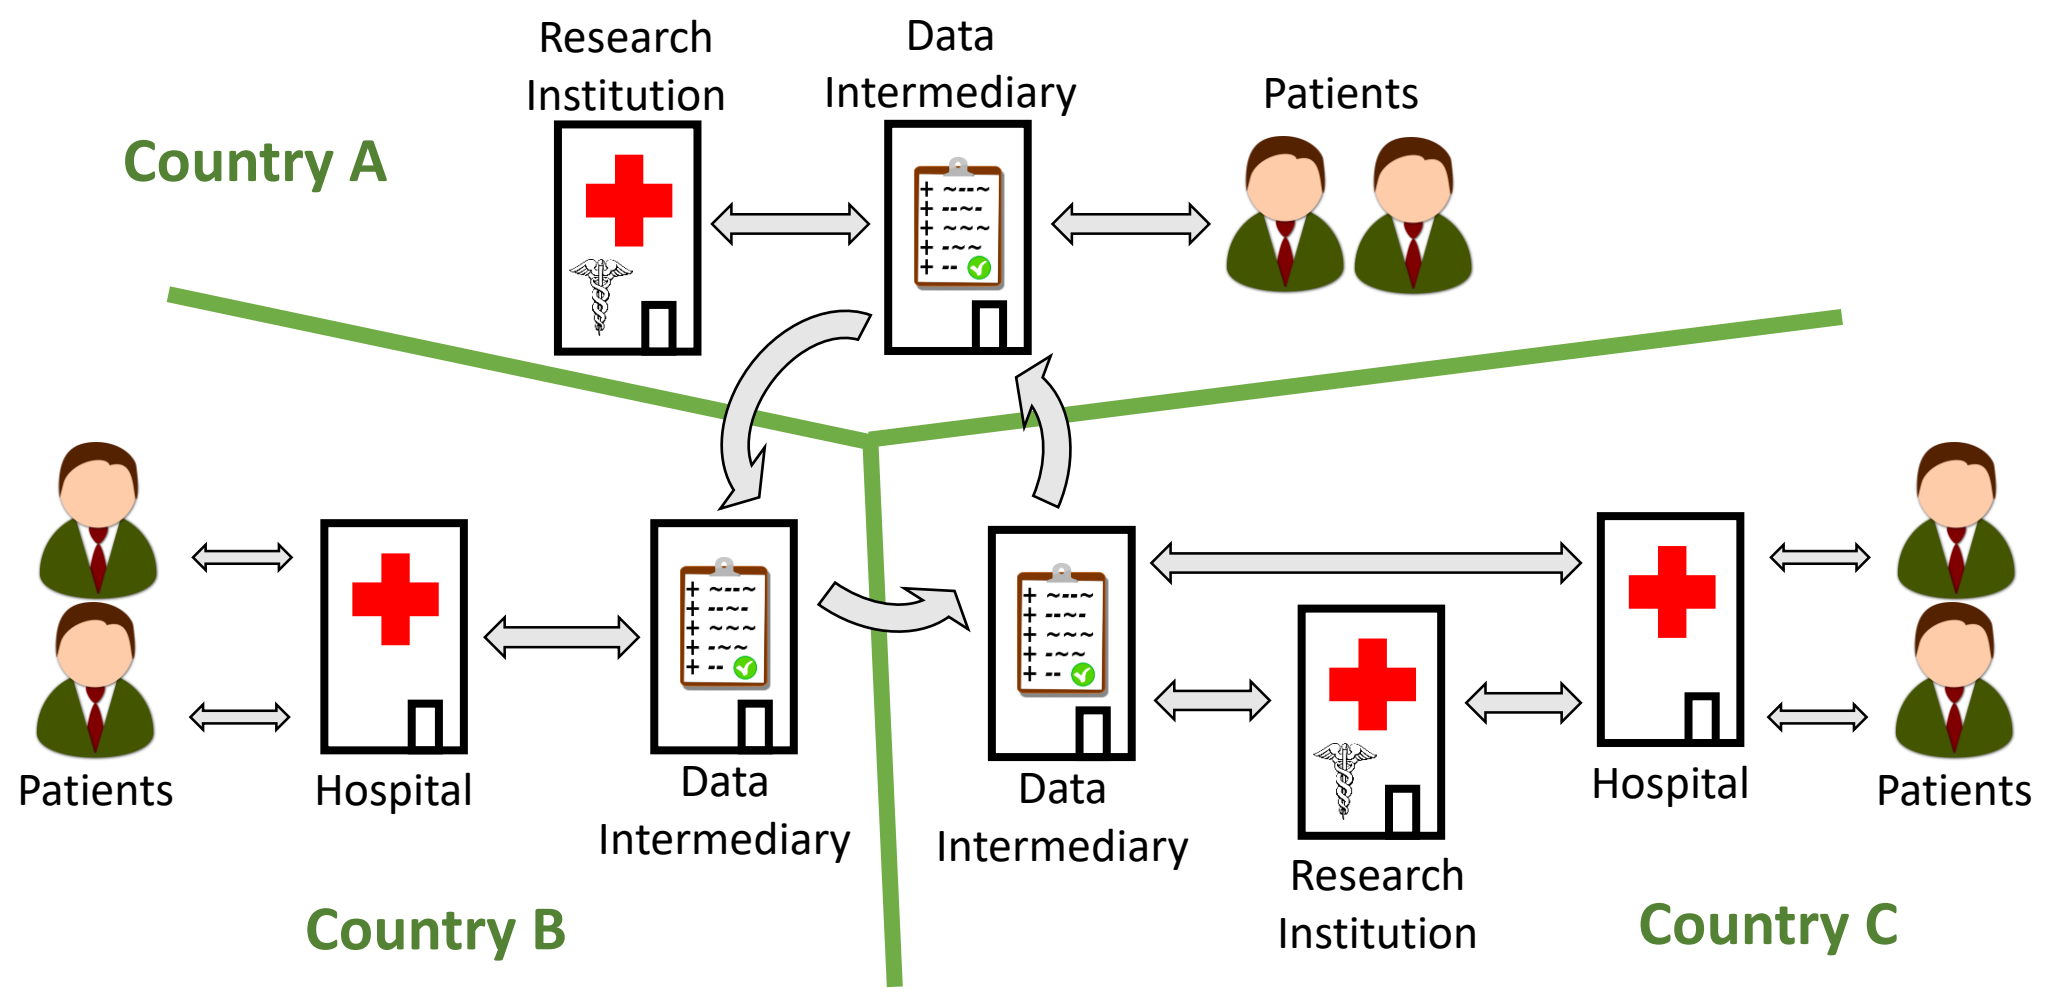 Research
Institution
Data
Intermediary
Patients
Country A
+ ~--~
+ --~-
+ ~~~
+ -~~
+ --
+ ~--~
+ --~-
+ ~~~
+ -~~
+ --
+ ~--~
+ --~-
+ ~~~
+ -~~
+ --
Patients
Hospital
Data
Intermediary
Data
Intermediary
Research
Institution
Hospital
Patients
Country B
Country C